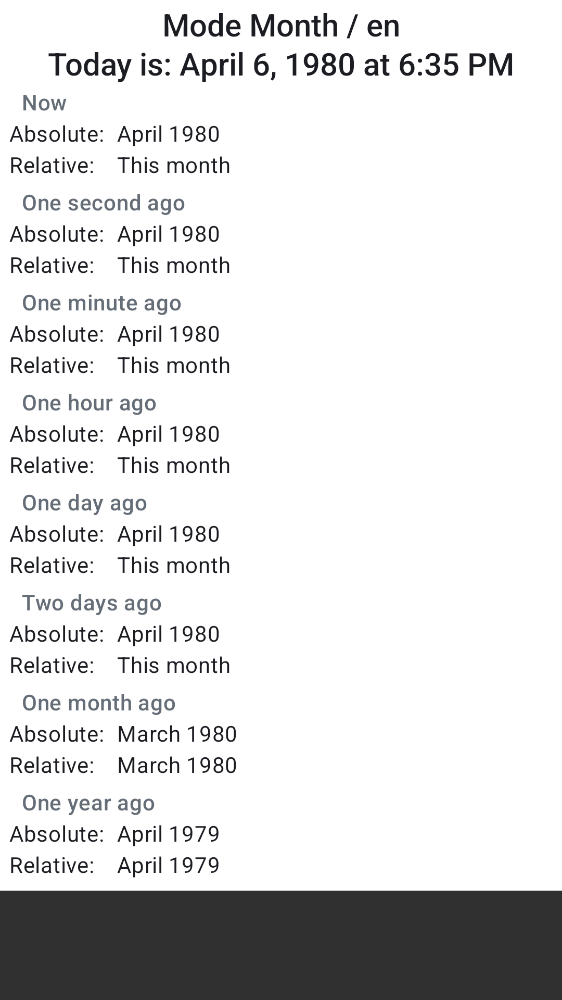 Mode Month / en
Today is: April 6, 1980 at 6:35 PM
Now
Absolute: April 1980
Relative: This month
One second ago
Absolute: April 1980
Relative: This month
One minute ago
Absolute: April 1980
Relative: This month
One hour ago
Absolute: April 1980
Relative: This month
One day ago
Absolute: April 1980
Relative: This month
Two days ago
Absolute: April 1980
Relative: This month
One month ago
Absolute: March 1980
Relative: March 1980
One year ago
Absolute: April 1979
Relative: April 1979